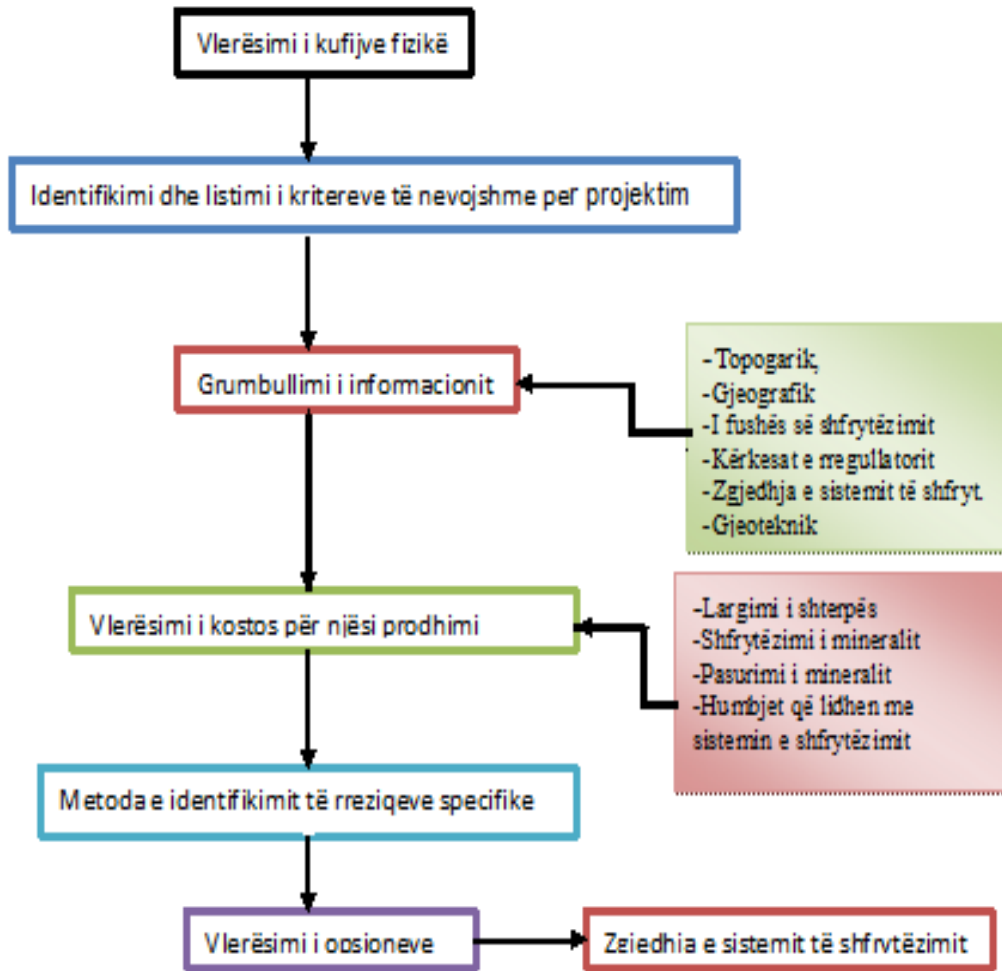 Vlerësimi i kufijve fizikë
Identifikimi dhe listimi i kritereve të nevojshme per projektim
Grumbullimi i informacionit
-Topogarik,
-Gjeografik
-I fushës së shfrytëzimit
-Kërkesat e rregullatorit
-Zgjedhja e sistemit të shfryt.
-Gjeoteknik
Vlerësimi i kostos për njësi prodhimi
-Largimi i shterpës
-Shfrytëzimi i mineralit
-Pasurimi i mineralit
-Humbjet që lidhen me
sistemin e shfrytëzimit
Metoda e identifikimit të rreziqeve specifike
Vlerësimi i opsioneve
Zgjedhja e sistemit të shfrytëzimit